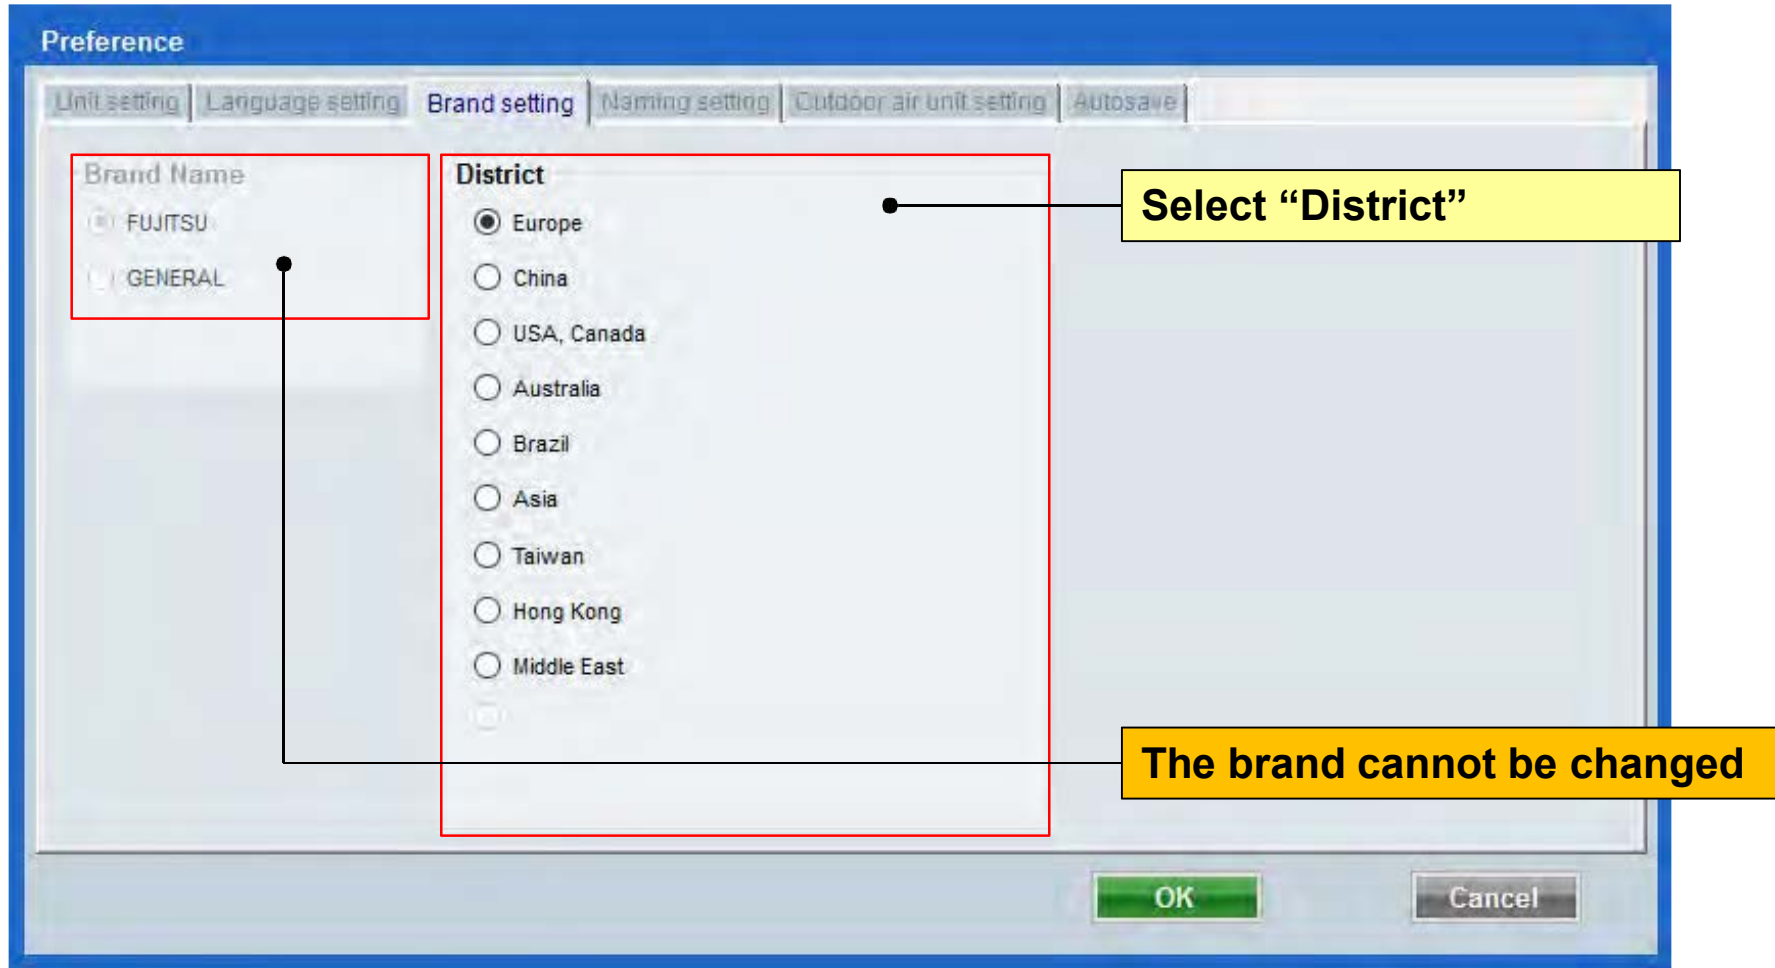 Preference
Unit setting Language setting Brand setting Naming setting Outdoor air unit setting Autosave
Brand Name
FUJITSU
GENERAL
District
Europe
China
USA, Canada
Australia
Brazil
Asia
Taiwan
Hong Kong
Middle East
Select “District”
The brand cannot be changed
OK Cancel